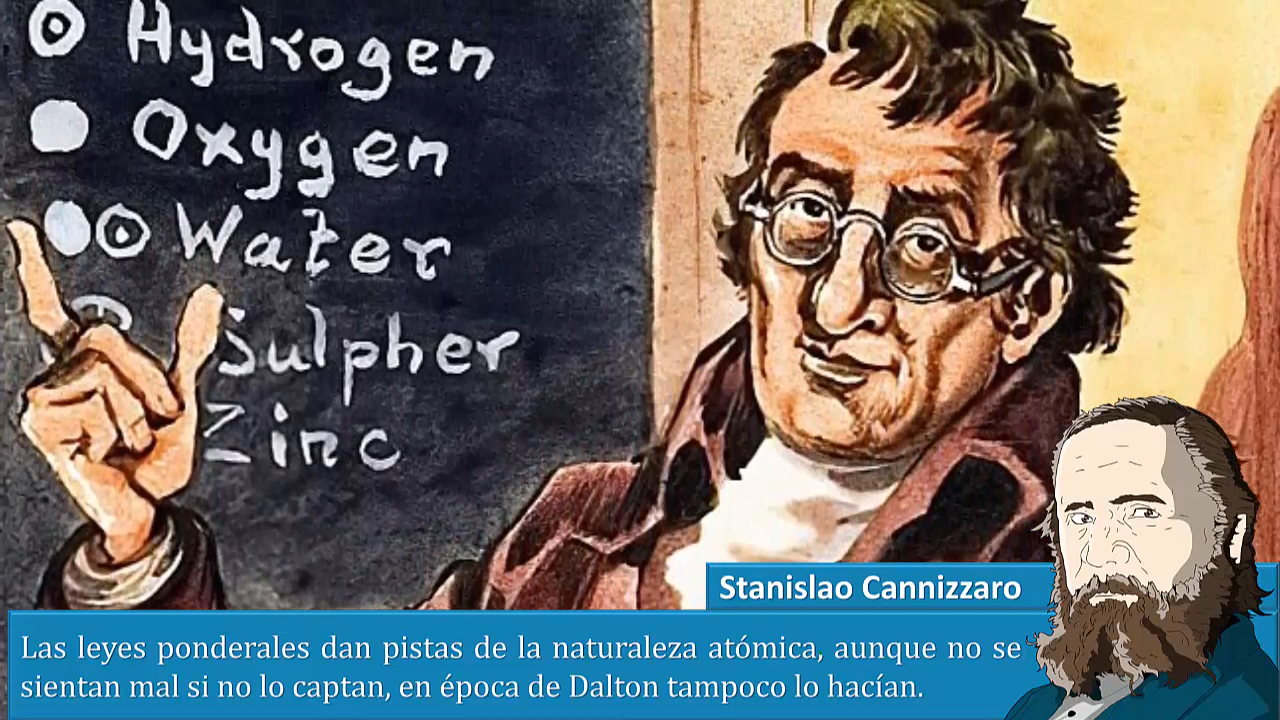 Hydrogen
Oxygen
Water
Sulpher
Zinc
Stanislao Cannizzaro
Las leyes ponderales dan pistas de la naturaleza atómica, aunque no se
sientan mal si no lo captan, en época de Dalton tampoco lo hacían.